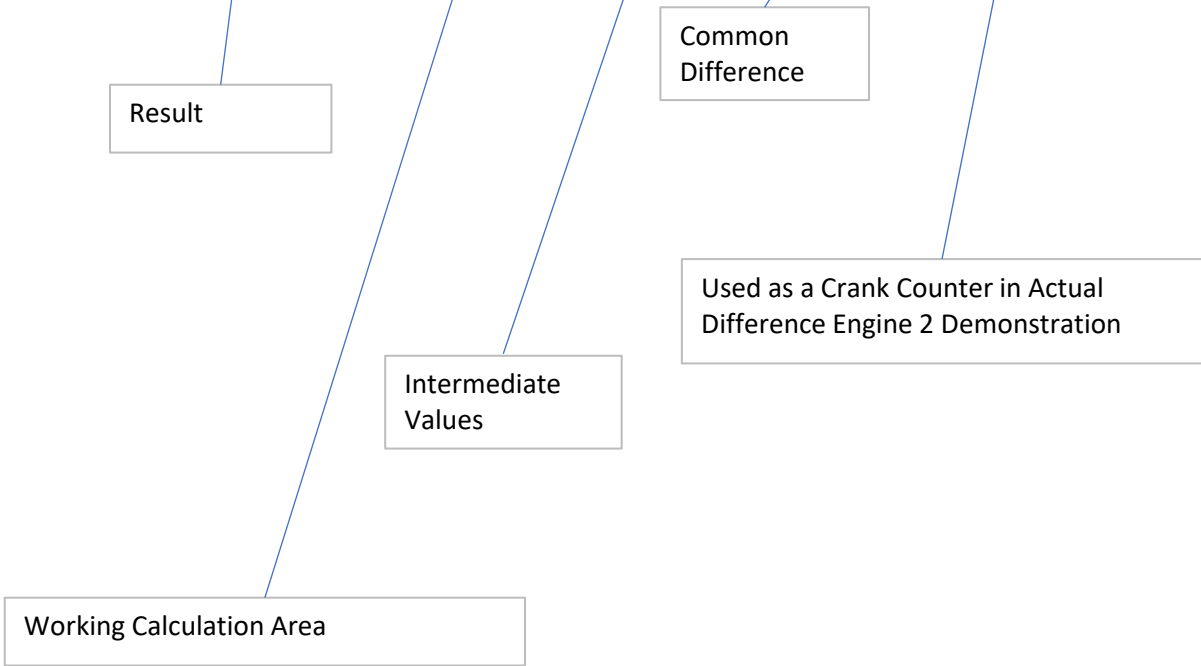 Common
Difference
Result
Used as a Crank Counter in Actual
Difference Engine 2 Demonstration
Intermediate
Values
Working Calculation Area